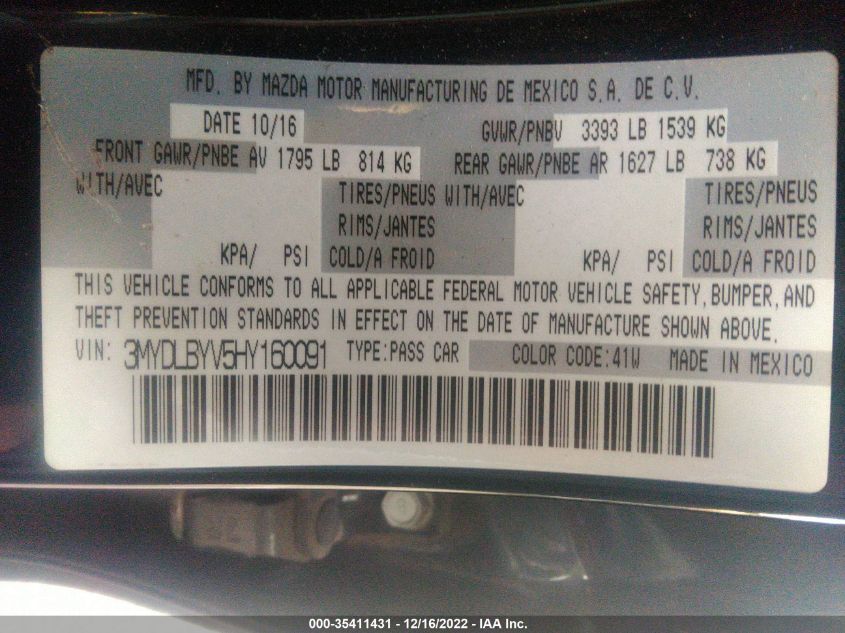 MFD. BY MAZDA MOTOR MANUFACTURING DE MEXICO S.A. DE C.V.
DATE 10/16 GVWR/PNBV 3393 LB 1539 KG
FRONT GAWR/PNBE AV 1795 LB 814 KG REAR GAWR/PNBE AR 1627 LB 738 KG
WITH/AVEC TIRES/PNEUS WITH/AVEC TIRES/PNEUS
RIMS/JANTES RIMS/JANTES
KPA/ PSI COLD/A FROID KPA/ PSI COLD/A FROID
THIS VEHICLE CONFORMS TO ALL APPLICABLE FEDERAL MOTOR VEHICLE SAFETY, BUMPER, AND
THEFT PREVENTION STANDARDS IN EFFECT ON THE DATE OF MANUFACTURE SHOWN ABOVE.
VIN: 3MYDLBYV5HY160091 TYPE:PASS CAR COLOR CODE:41W MADE IN MEXICO
000-35411431 - 12/16/2022 - IAA Inc.